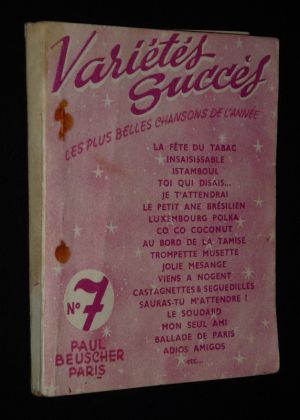 Variétés
Succès
LES PLUS BELLES CHANSONS DE L'ANNÉE
LA FÊTE DU TABAC
INSAISISSABLE
ISTAMBOUL
TOI QUI DISAIS...
JE T'ATTENDRAI
LE PETIT ANE BRÉSILIEN
LUXEMBOURG POLKA
CO CO COCONUT
AU BORD DE LA TAMISE
TROMPETTE MUSETTE
JOLIE MESANGE
VIENS A NOGENT
CASTAGNETTES & SEGUEDILLES
SAURAS-TU M'ATTENDRE ?
LE SOUDARD
MON SEUL AMI
BALLADE DE PARIS
ADIOS AMIGOS
etc...
No 7
PAUL
BEUSCHER
PARIS